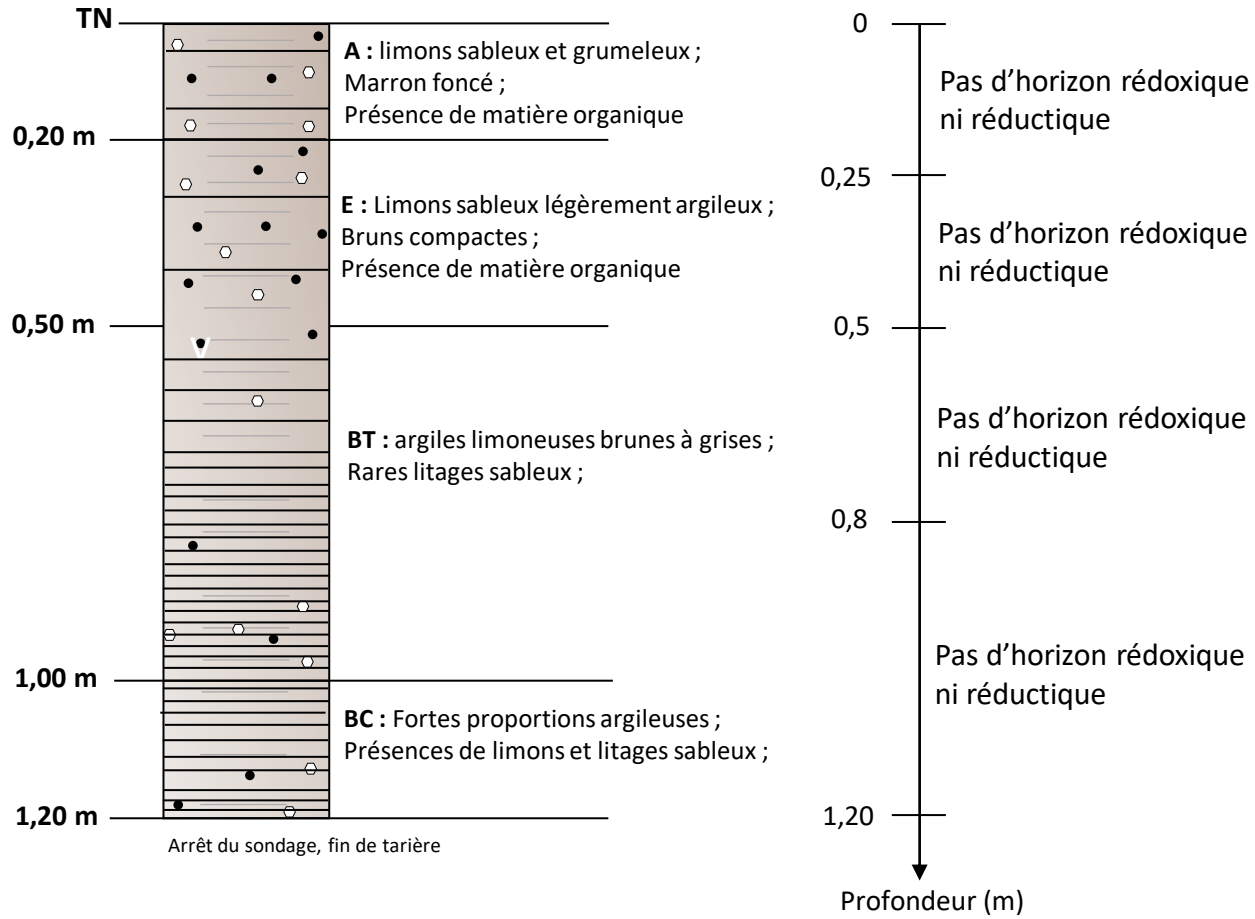 TN
A : limons sableux et grumeleux ;
Marron foncé ;
Présence de matière organique
0,20 m
E : Limons sableux légèrement argileux ;
Bruns compactes ;
Présence de matière organique
0,50 m
V
BT : argiles limoneuses brunes à grises ;
Rares litages sableux ;
1,00 m
BC : Fortes proportions argileuses ;
Présences de limons et litages sableux ;
1,20 m
Arrêt du sondage, fin de tarière
0
Pas d’horizon rédoxique
ni réductique
0,25
Pas d’horizon rédoxique
ni réductique
0,5
Pas d’horizon rédoxique
ni réductique
0,8
Pas d’horizon rédoxique
ni réductique
1,20
Profondeur (m)